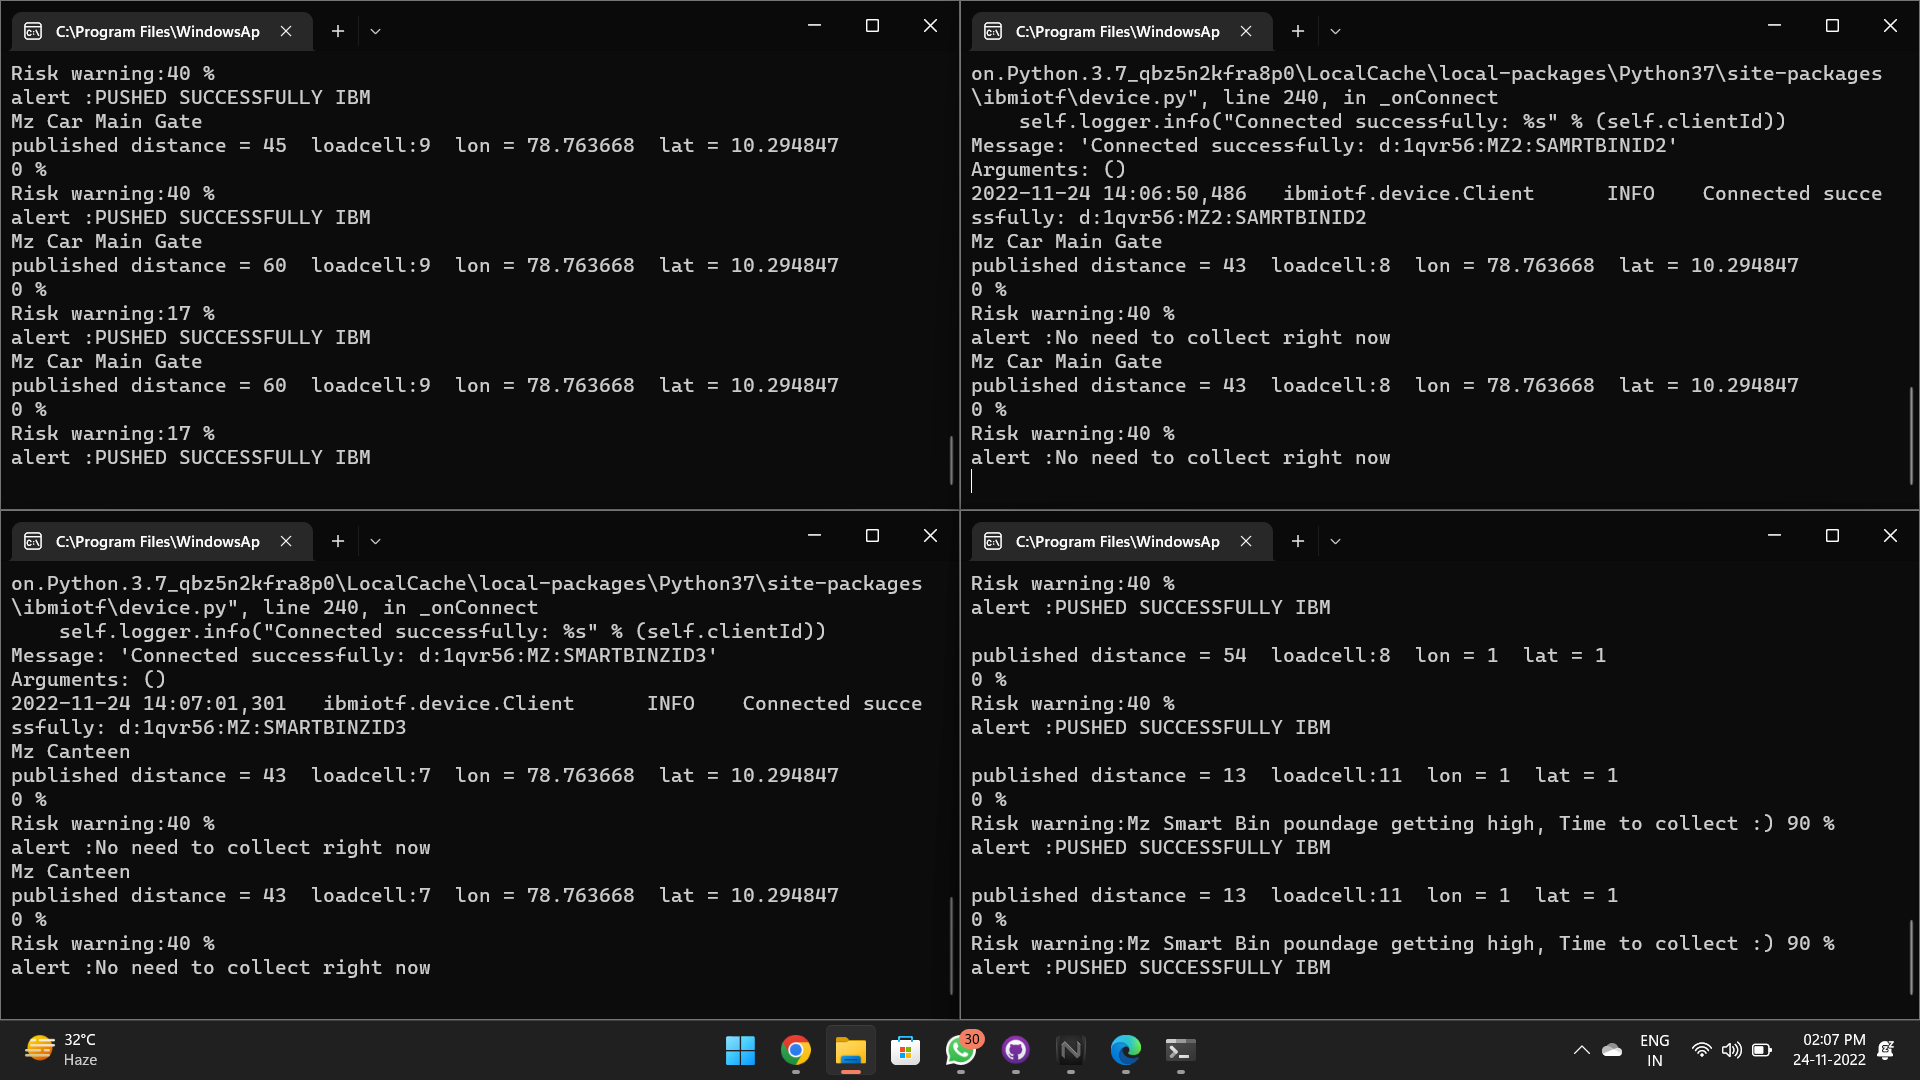 C:\Program Files\WindowsAp
Risk warning:40 %
alert :PUSHED SUCCESSFULLY IBM
Mz Car Main Gate
published distance = 45  loadcell:9  lon = 78.763668  lat = 10.294847
0 %
Risk warning:40 %
alert :PUSHED SUCCESSFULLY IBM
Mz Car Main Gate
published distance = 60  loadcell:9  lon = 78.763668  lat = 10.294847
0 %
Risk warning:17 %
alert :PUSHED SUCCESSFULLY IBM
Mz Car Main Gate
published distance = 60  loadcell:9  lon = 78.763668  lat = 10.294847
0 %
Risk warning:17 %
alert :PUSHED SUCCESSFULLY IBM
C:\Program Files\WindowsAp
on.Python.3.7_qbz5n2kfra8p0\LocalCache\local-packages\Python37\site-packages
\ibmiotf\device.py", line 240, in _onConnect
    self.logger.info("Connected successfully: %s" % (self.clientId))
Message: 'Connected successfully: d:1qvr56:MZ2:SAMRTBINID2'
Arguments: ()
2022-11-24 14:06:50,486   ibmiotf.device.Client      INFO    Connected succe
ssfully: d:1qvr56:MZ2:SAMRTBINID2
Mz Car Main Gate
published distance = 43  loadcell:8  lon = 78.763668  lat = 10.294847
0 %
Risk warning:40 %
alert :No need to collect right now
Mz Car Main Gate
published distance = 43  loadcell:8  lon = 78.763668  lat = 10.294847
0 %
Risk warning:40 %
alert :No need to collect right now
C:\Program Files\WindowsAp
on.Python.3.7_qbz5n2kfra8p0\LocalCache\local-packages\Python37\site-packages
\ibmiotf\device.py", line 240, in _onConnect
    self.logger.info("Connected successfully: %s" % (self.clientId))
Message: 'Connected successfully: d:1qvr56:MZ:SMARTBINZID3'
Arguments: ()
2022-11-24 14:07:01,301   ibmiotf.device.Client      INFO    Connected succe
ssfully: d:1qvr56:MZ:SMARTBINZID3
Mz Canteen
published distance = 43  loadcell:7  lon = 78.763668  lat = 10.294847
0 %
Risk warning:40 %
alert :No need to collect right now
Mz Canteen
published distance = 43  loadcell:7  lon = 78.763668  lat = 10.294847
0 %
Risk warning:40 %
alert :No need to collect right now
C:\Program Files\WindowsAp
Risk warning:40 %
alert :PUSHED SUCCESSFULLY IBM
published distance = 54  loadcell:8  lon = 1  lat = 1
0 %
Risk warning:40 %
alert :PUSHED SUCCESSFULLY IBM
published distance = 13  loadcell:11  lon = 1  lat = 1
0 %
Risk warning:Mz Smart Bin poundage getting high, Time to collect :) 90 %
alert :PUSHED SUCCESSFULLY IBM
published distance = 13  loadcell:11  lon = 1  lat = 1
0 %
Risk warning:Mz Smart Bin poundage getting high, Time to collect :) 90 %
alert :PUSHED SUCCESSFULLY IBM
32°C
Haze
30
ENG
IN
02:07 PM
24-11-2022